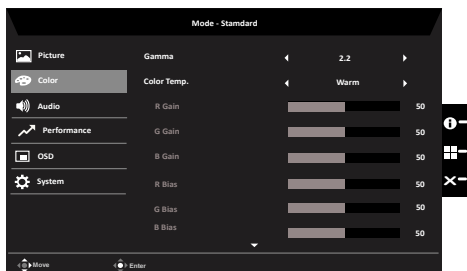 Mode - Standard
Picture
Gamma 2.2
Color
Color Temp. Warm
Audio
R Gain 50
Performance
G Gain 50
OSD
B Gain 50
System
R Bias 50
G Bias 50
B Bias 50
Move Enter